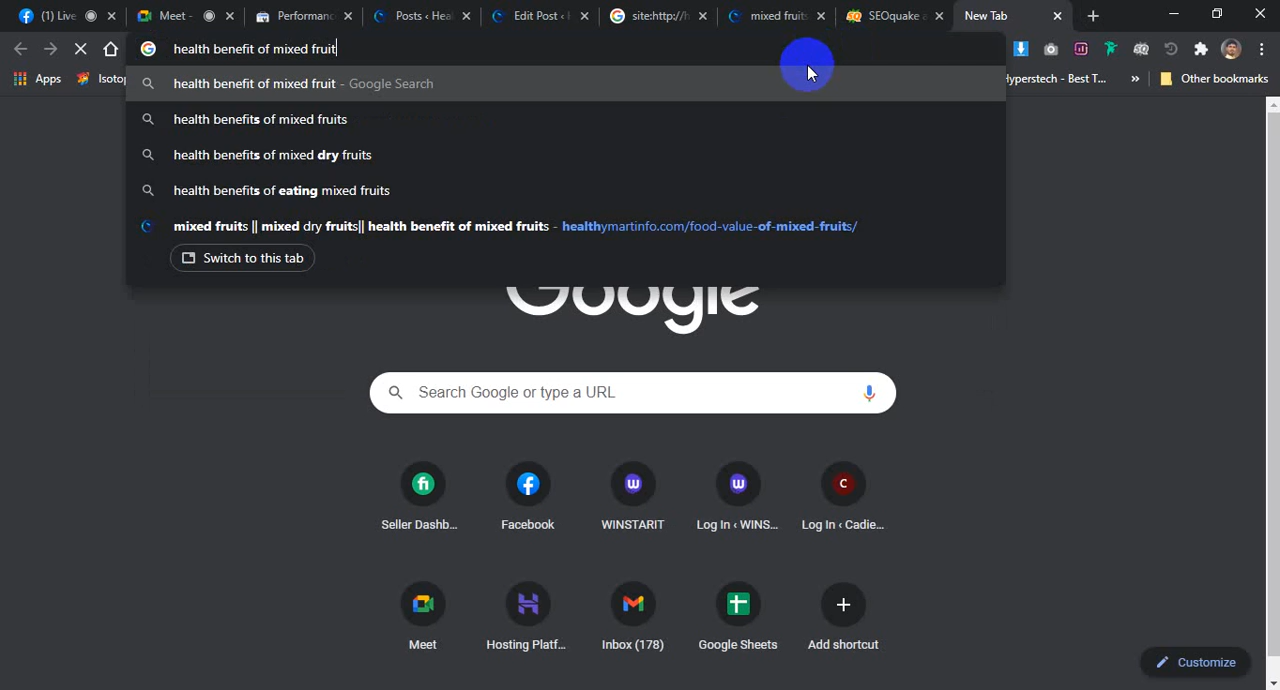 (1) Live
Meet -
Performanc
Posts ‹ Hea
Edit Post ‹
site:http://h
mixed fruits
SEOquake
New Tab
health benefit of mixed fruit
Apps
Isotop
yperstech - Best T...
»
Other bookmarks
health benefit of mixed fruit - Google Search
health benefits of mixed fruits
health benefits of mixed dry fruits
health benefits of eating mixed fruits
mixed fruits || mixed dry fruits|| health benefit of mixed fruits - healthymartinfo.com/food-value-of-mixed-fruits/
Switch to this tab
Google
Search Google or type a URL
Seller Dashb...
Facebook
WINSTARIT
Log In ‹ WINS...
Log In ‹ Cadie...
Meet
Hosting Platf...
Inbox (178)
Google Sheets
Add shortcut
Customize